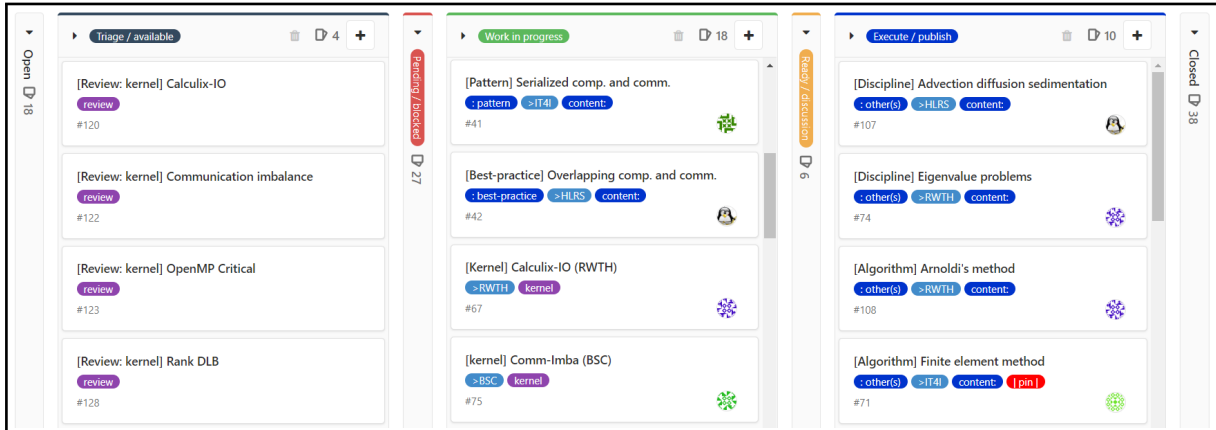 Open 18
Triage / available 4 +
[Review: kernel] Calculix-IO
review
#120
[Review: kernel] Communication imbalance
review
#122
[Review: kernel] OpenMP Critical
review
#123
[Review: kernel] Rank DLB
review
#128
Pending / blocked 27
Work in progress 18 +
[Pattern] Serialized comp. and comm.
: pattern >IT4I content:
#41
[Best-practice] Overlapping comp. and comm.
: best-practice >HLRS content:
#42
[Kernel] Calculix-IO (RWTH)
>RWTH kernel
#67
[kernel] Comm-Imba (BSC)
>BSC kernel
#75
Ready / discussion 6
Execute / publish 10 +
[Discipline] Advection diffusion sedimentation
: other(s) >HLRS content:
#107
[Discipline] Eigenvalue problems
: other(s) >RWTH content:
#74
[Algorithm] Arnoldi's method
: other(s) >RWTH content:
#108
[Algorithm] Finite element method
: other(s) >IT4I content: | pin |
#71
Closed 38